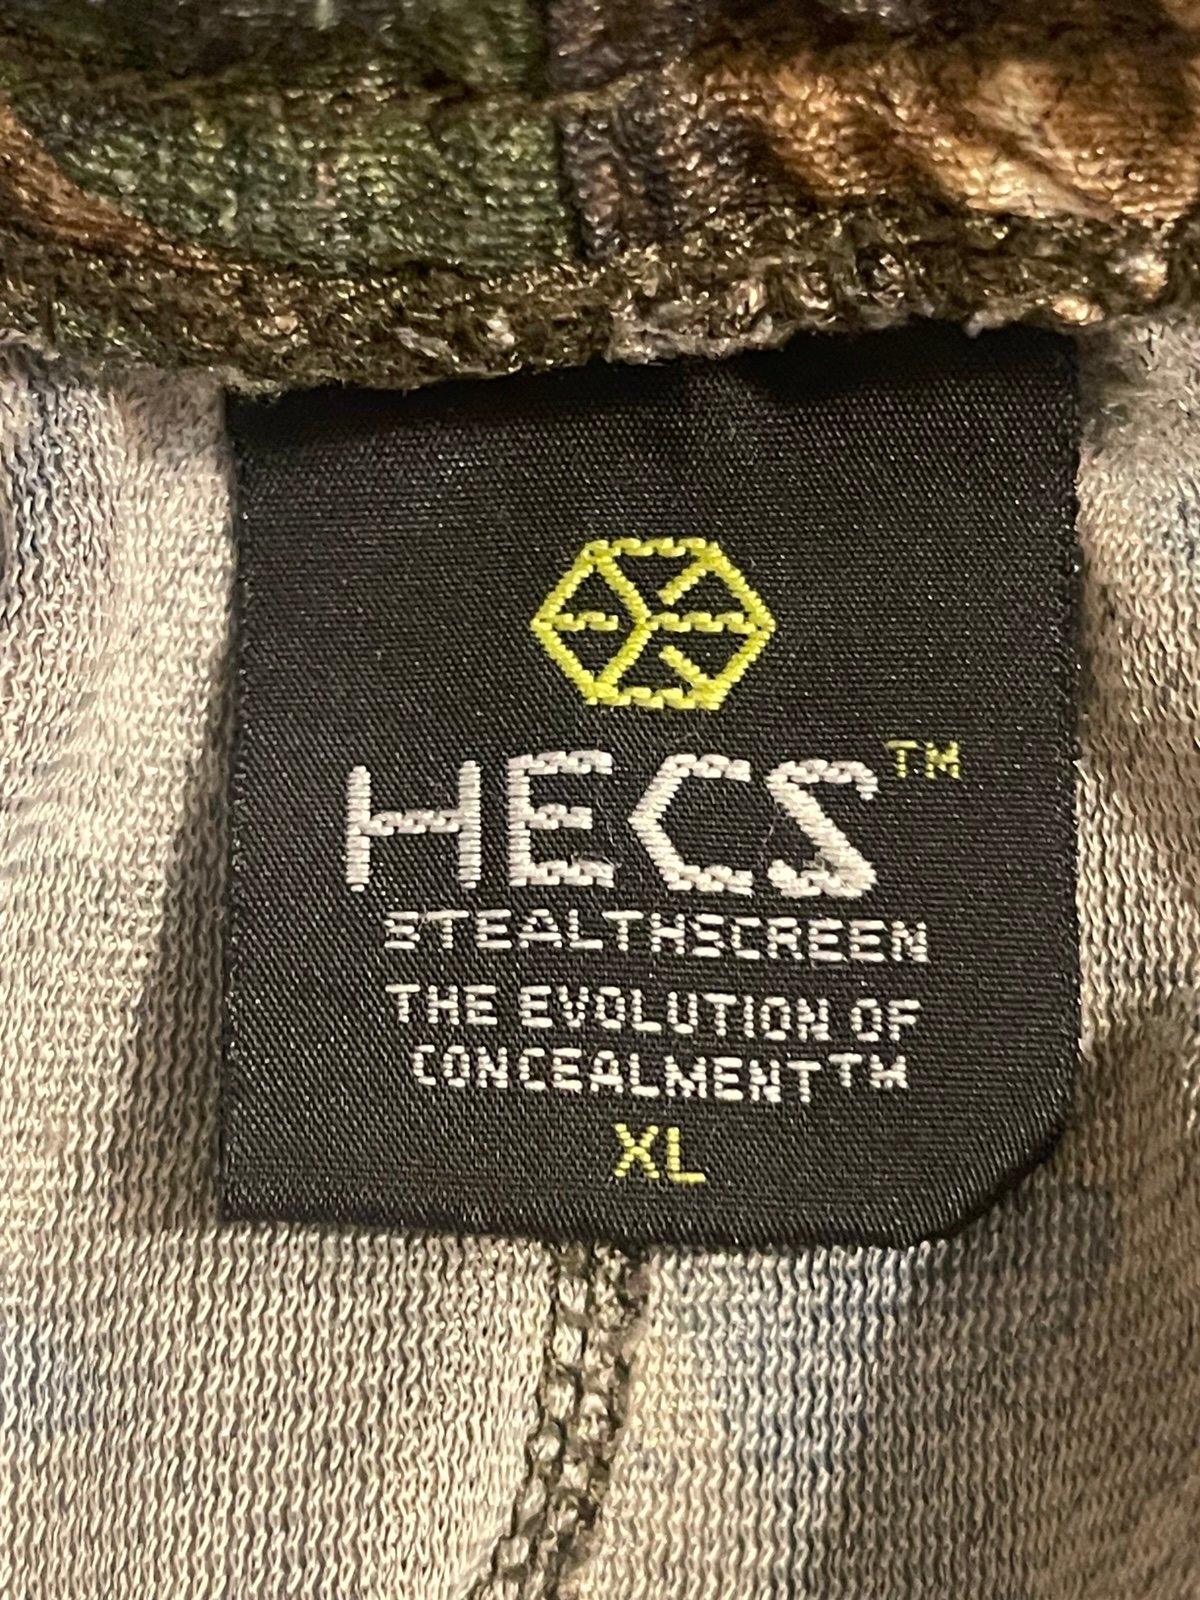 HECS™
STEALTHSCREEN
THE EVOLUTION OF
CONCEALMENT™
XL